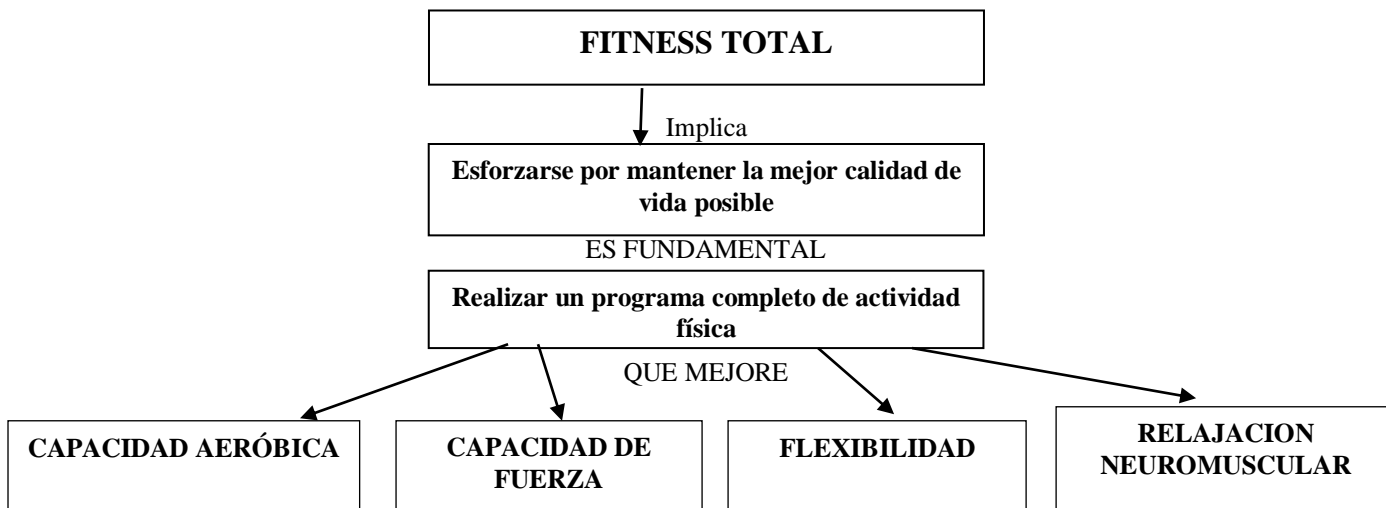 FITNESS TOTAL
Implica
Esforzarse por mantener la mejor calidad de
vida posible
ES FUNDAMENTAL
Realizar un programa completo de actividad
física
QUE MEJORE
CAPACIDAD AERÓBICA
CAPACIDAD DE
FUERZA
FLEXIBILIDAD
RELAJACION
NEUROMUSCULAR